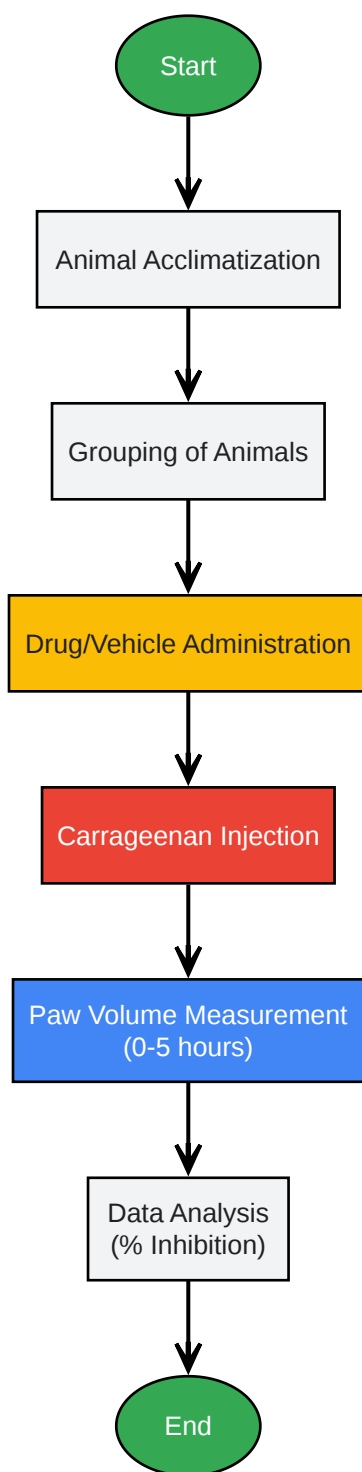 Start
Animal Acclimatization
Grouping of Animals
Drug/Vehicle Administration
Carrageenan Injection
Paw Volume Measurement
(0-5 hours)
Data Analysis
(% Inhibition)
End